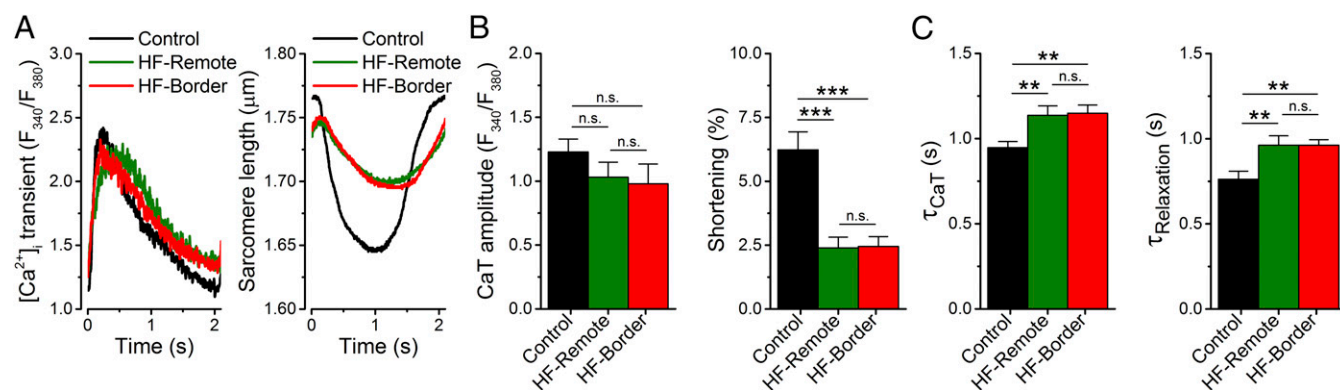 A
[Ca²⁺]ᵢ transient (F₃₄₀/F₃₈₀)
3.0
2.5
2.0
1.5
1.0
Control
HF-Remote
HF-Border
0 1 2
Time (s)
Sarcomere length (μm)
1.80
1.75
1.70
1.65
1.60
Control
HF-Remote
HF-Border
0 1 2
Time (s)
B
CaT amplitude (F₃₄₀/F₃₈₀)
2.0
1.5
1.0
0.5
0.0
n.s.
n.s.
n.s.
Control
HF-Remote
HF-Border
Shortening (%)
10.0
7.5
5.0
2.5
0.0
***
***
n.s.
Control
HF-Remote
HF-Border
C
τCaT (s)
1.5
1.0
0.5
0.0
**
**
n.s.
Control
HF-Remote
HF-Border
τRelaxation (s)
1.5
1.0
0.5
0.0
**
**
n.s.
Control
HF-Remote
HF-Border